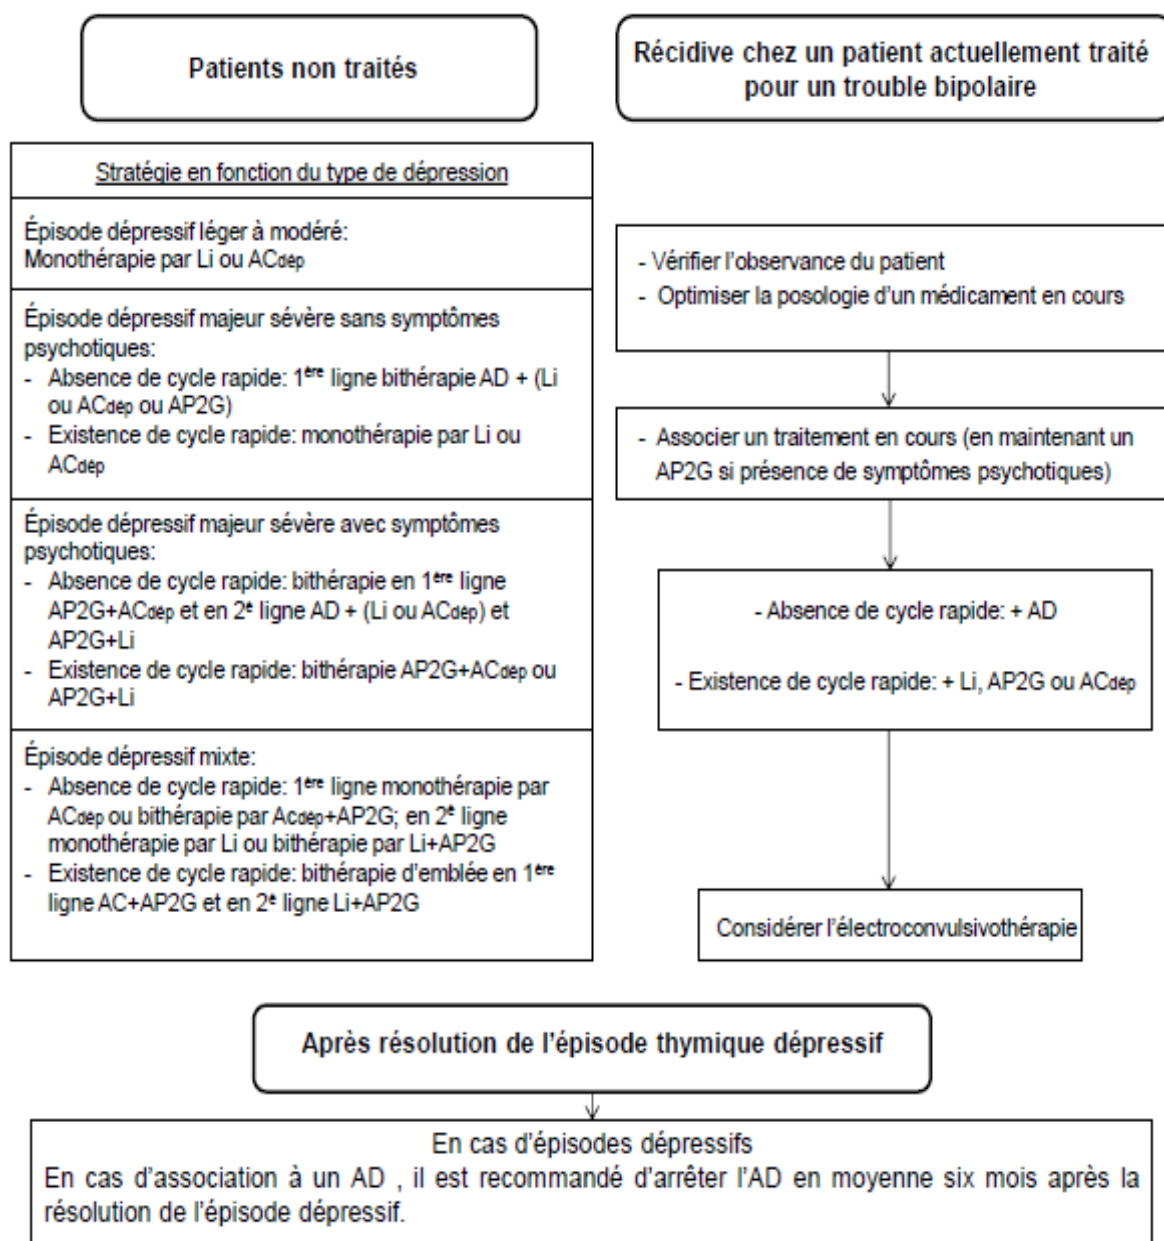 Patients non traités
Récidive chez un patient actuellement traité
pour un trouble bipolaire
Stratégie en fonction du type de dépression
Épisode dépressif léger à modéré:
Monothérapie par Li ou ACdép
Épisode dépressif majeur sévère sans symptômes
psychotiques:
- Absence de cycle rapide: 1ère ligne bithérapie AD + (Li
ou ACdép ou AP2G)
- Existence de cycle rapide: monothérapie par Li ou
ACdép
Épisode dépressif majeur sévère avec symptômes
psychotiques:
- Absence de cycle rapide: bithérapie en 1ère ligne
AP2G+ACdép et en 2e ligne AD + (Li ou ACdép) et
AP2G+Li
- Existence de cycle rapide: bithérapie AP2G+ACdép ou
AP2G+Li
Épisode dépressif mixte:
- Absence de cycle rapide: 1ère ligne monothérapie par
ACdép ou bithérapie par Acdép+AP2G; en 2e ligne
monothérapie par Li ou bithérapie par Li+AP2G
- Existence de cycle rapide: bithérapie d'emblée en 1ère
ligne AC+AP2G et en 2e ligne Li+AP2G
- Vérifier l'observance du patient
- Optimiser la posologie d'un médicament en cours
- Associer un traitement en cours (en maintenant un
AP2G si présence de symptômes psychotiques)
- Absence de cycle rapide: + AD
- Existence de cycle rapide: + Li, AP2G ou ACdép
Considérer l'électroconvulsivothérapie
Après résolution de l'épisode thymique dépressif
En cas d'épisodes dépressifs
En cas d'association à un AD , il est recommandé d'arrêter l'AD en moyenne six mois après la
résolution de l'épisode dépressif.